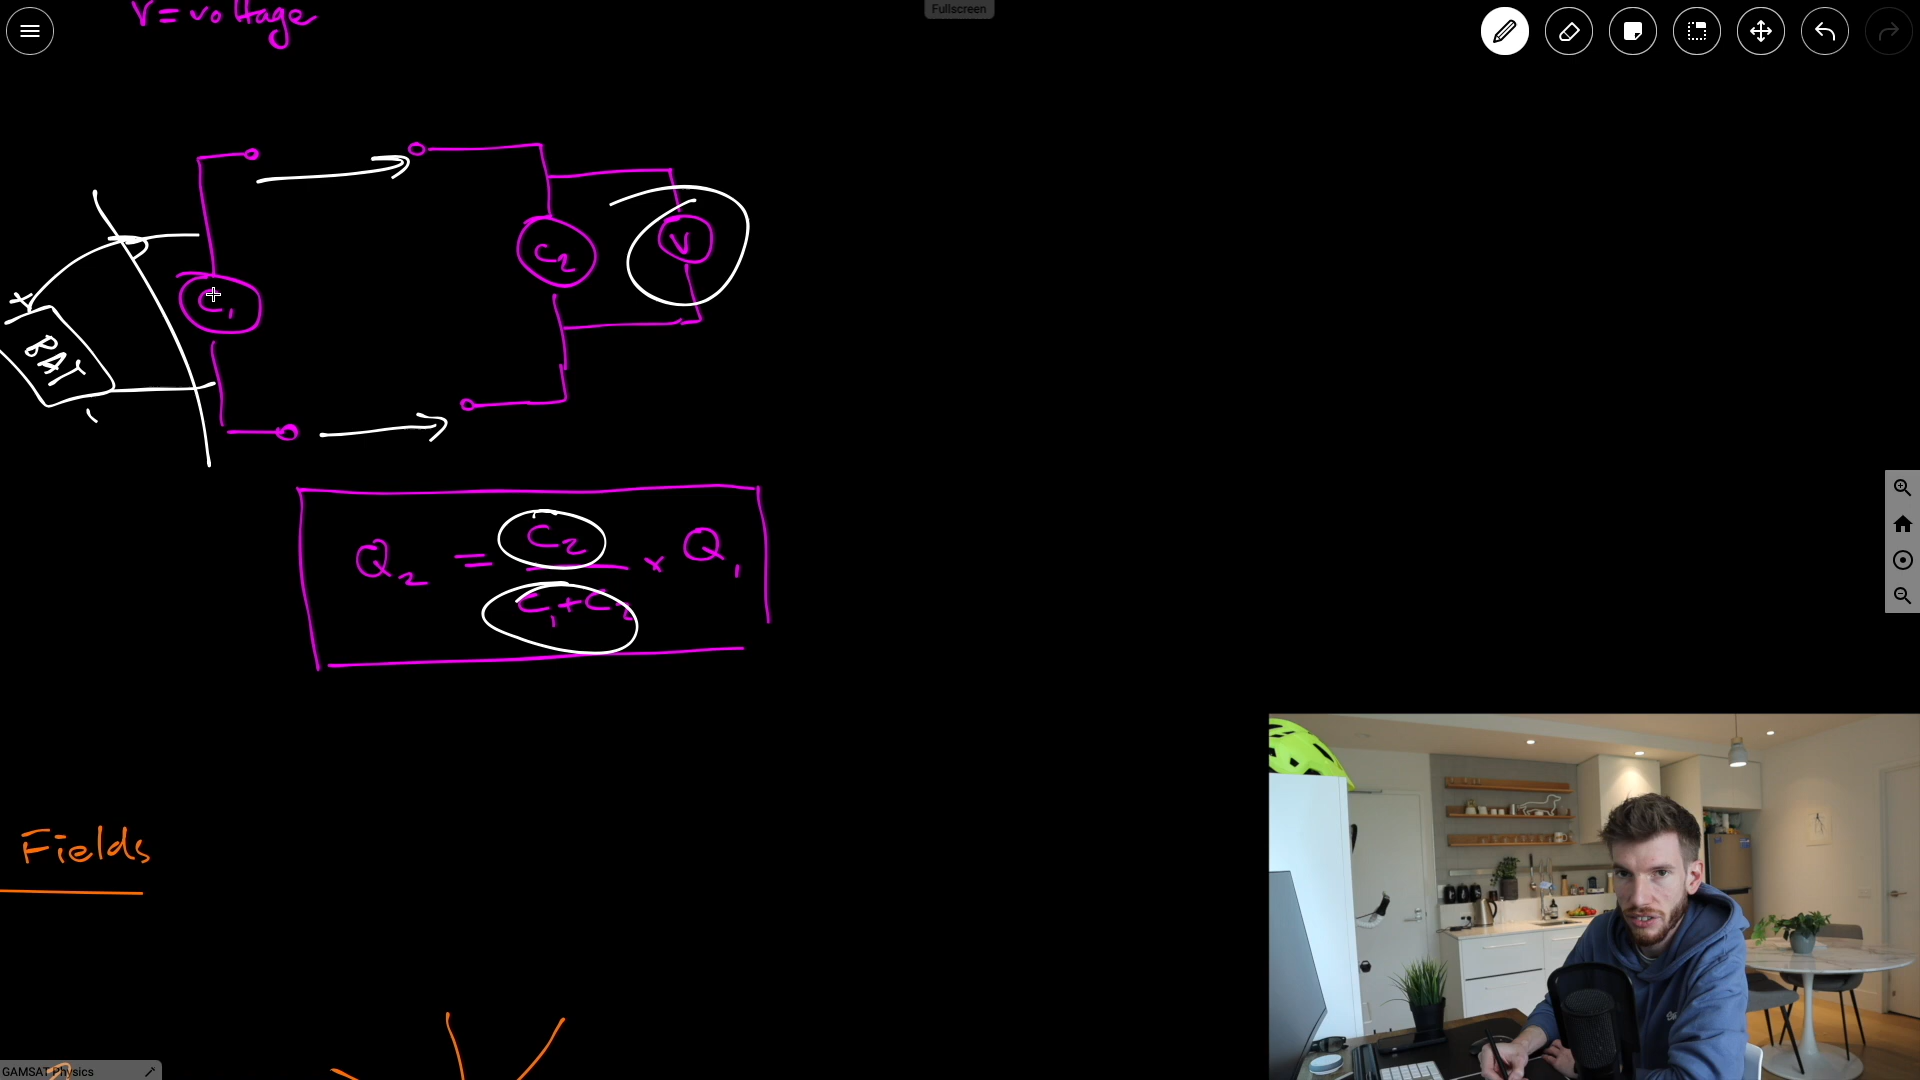 Fullscreen
V = voltage
C₂
V
C₁
+
BAT
-
Q₂ = C₂ / C₁+C₂ × Q₁
Fields
GAMSAT Physics